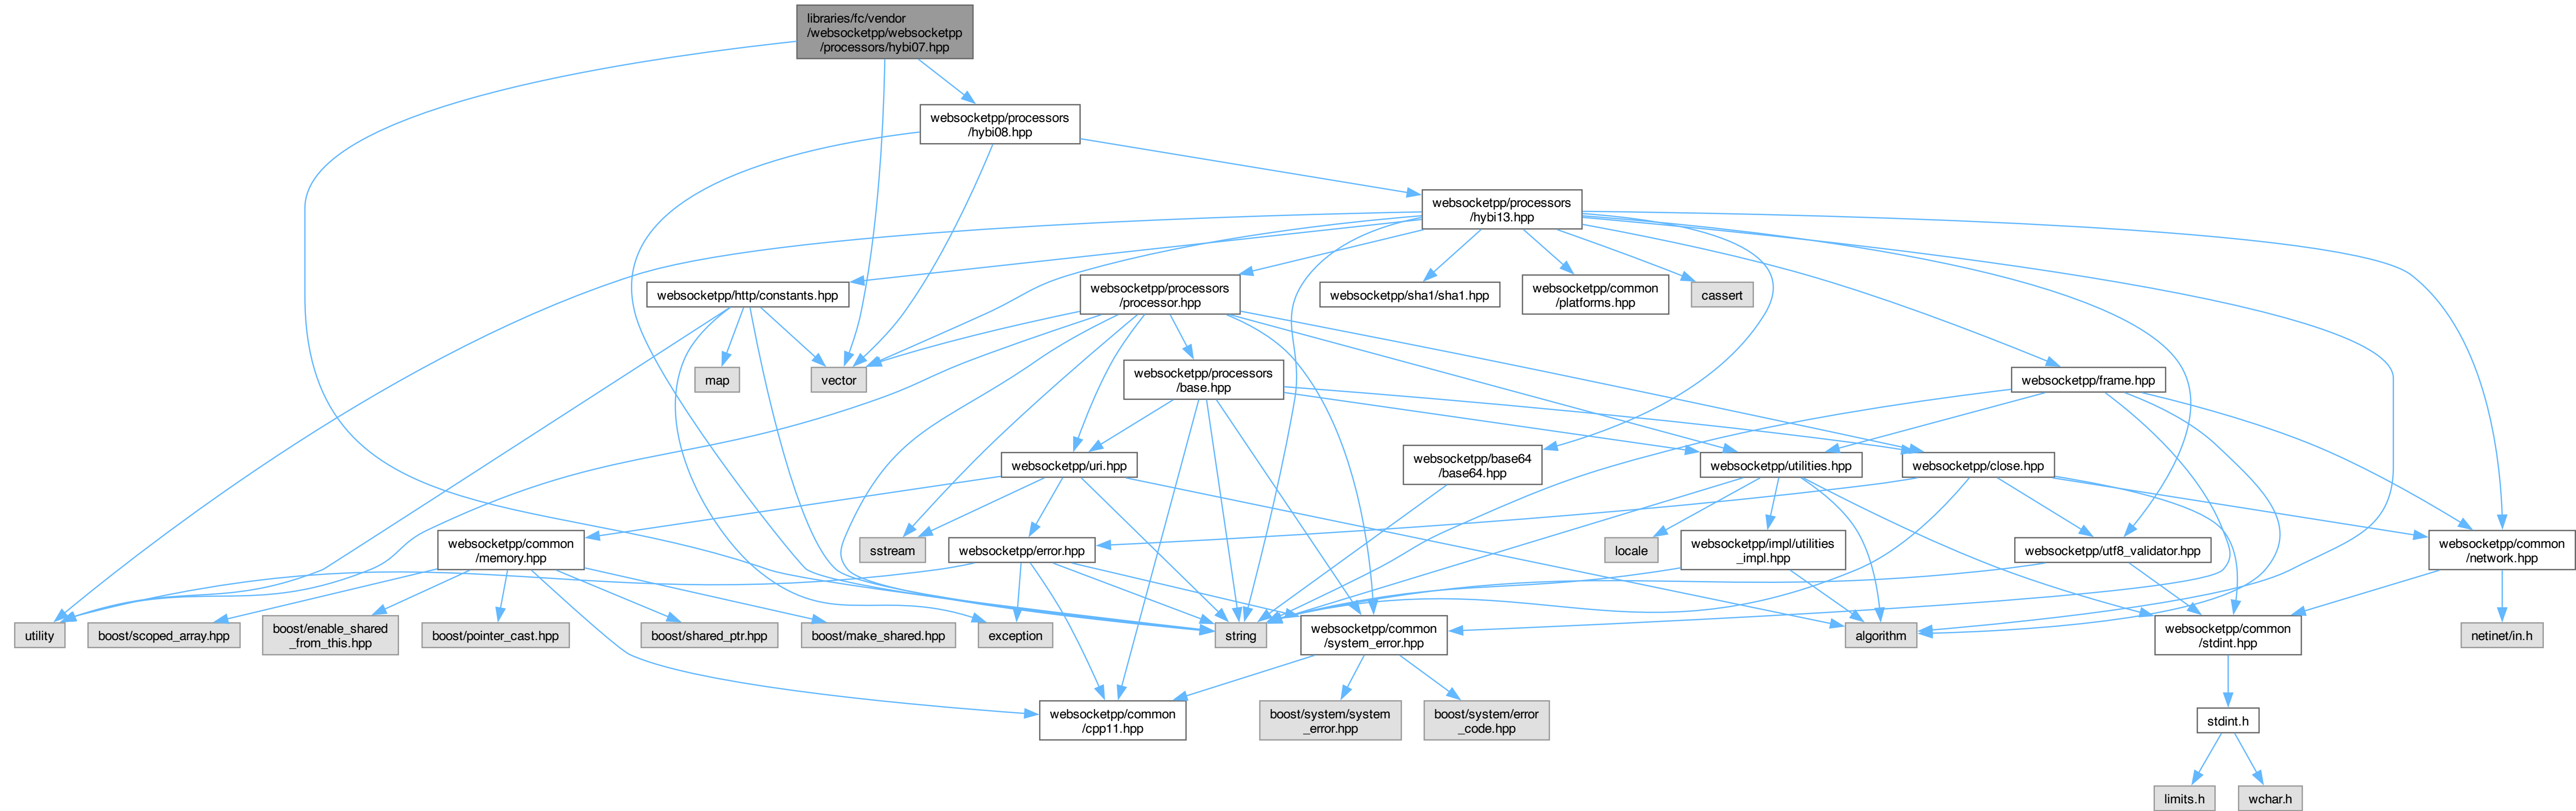 libraries/fc/vendor
/websocketpp/websocketpp
/processors/hybi07.hpp
websocketpp/processors
/hybi08.hpp
websocketpp/processors
/hybi13.hpp
websocketpp/http/constants.hpp
websocketpp/processors
/processor.hpp
websocketpp/sha1/sha1.hpp
websocketpp/common
/platforms.hpp
cassert
map
vector
websocketpp/processors
/base.hpp
websocketpp/frame.hpp
websocketpp/uri.hpp
websocketpp/base64
/base64.hpp
websocketpp/utilities.hpp
websocketpp/close.hpp
websocketpp/common
/memory.hpp
sstream
websocketpp/error.hpp
locale
websocketpp/impl/utilities
_impl.hpp
websocketpp/utf8_validator.hpp
websocketpp/common
/network.hpp
utility
boost/scoped_array.hpp
boost/enable_shared
_from_this.hpp
boost/pointer_cast.hpp
boost/shared_ptr.hpp
boost/make_shared.hpp
exception
string
websocketpp/common
/system_error.hpp
algorithm
websocketpp/common
/stdint.hpp
netinet/in.h
websocketpp/common
/cpp11.hpp
boost/system/system
_error.hpp
boost/system/error
_code.hpp
stdint.h
limits.h
wchar.h